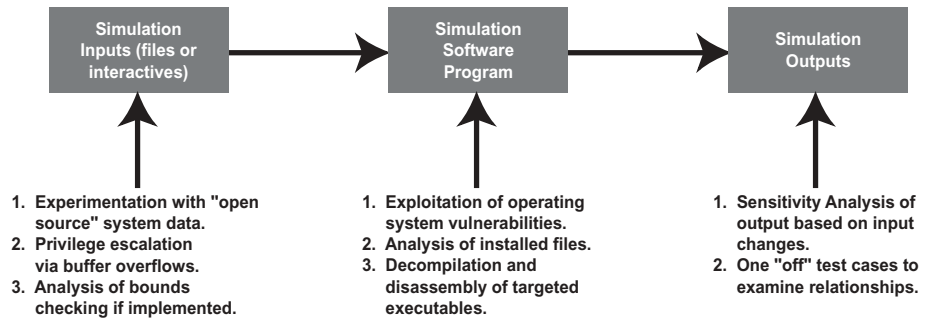 Simulation
Inputs (files or
interactives)
Simulation
Software
Program
Simulation
Outputs
1. Experimentation with "open
source" system data.
2. Privilege escalation
via buffer overflows.
3. Analysis of bounds
checking if implemented.
1. Exploitation of operating
system vulnerabilities.
2. Analysis of installed files.
3. Decompilation and
disassembly of targeted
executables.
1. Sensitivity Analysis of
output based on input
changes.
2. One "off" test cases to
examine relationships.